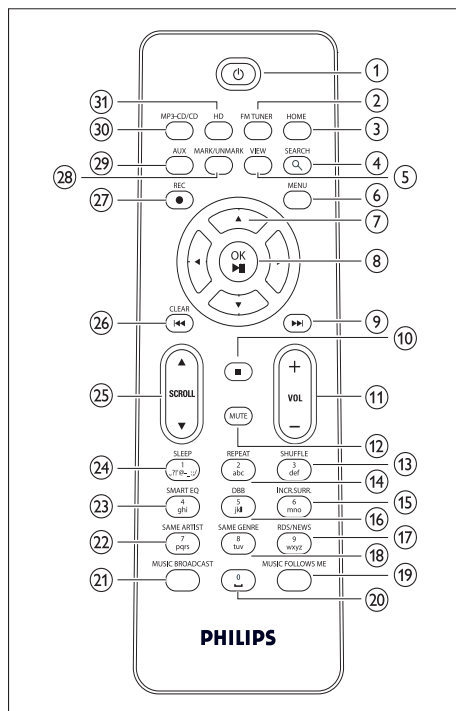 1
31
2
MP3-CD/CD HD FM TUNER HOME
30
3
AUX MARK/UNMARK VIEW SEARCH
29
4
28
5
REC MENU
27
6
7
OK
8
CLEAR
26
9
10
SCROLL
25
+
VOL
−
11
MUTE
12
SLEEP REPEAT SHUFFLE
24
1
2
abc
3
def
13
14
SMART EQ DBB INCR.SURR.
23
4
ghi
5
jkl
6
mno
15
16
SAME ARTIST SAME GENRE RDS/NEWS
22
7
pqrs
8
tuv
9
wxyz
17
18
MUSIC BROADCAST MUSIC FOLLOWS ME
21
0
19
20
PHILIPS